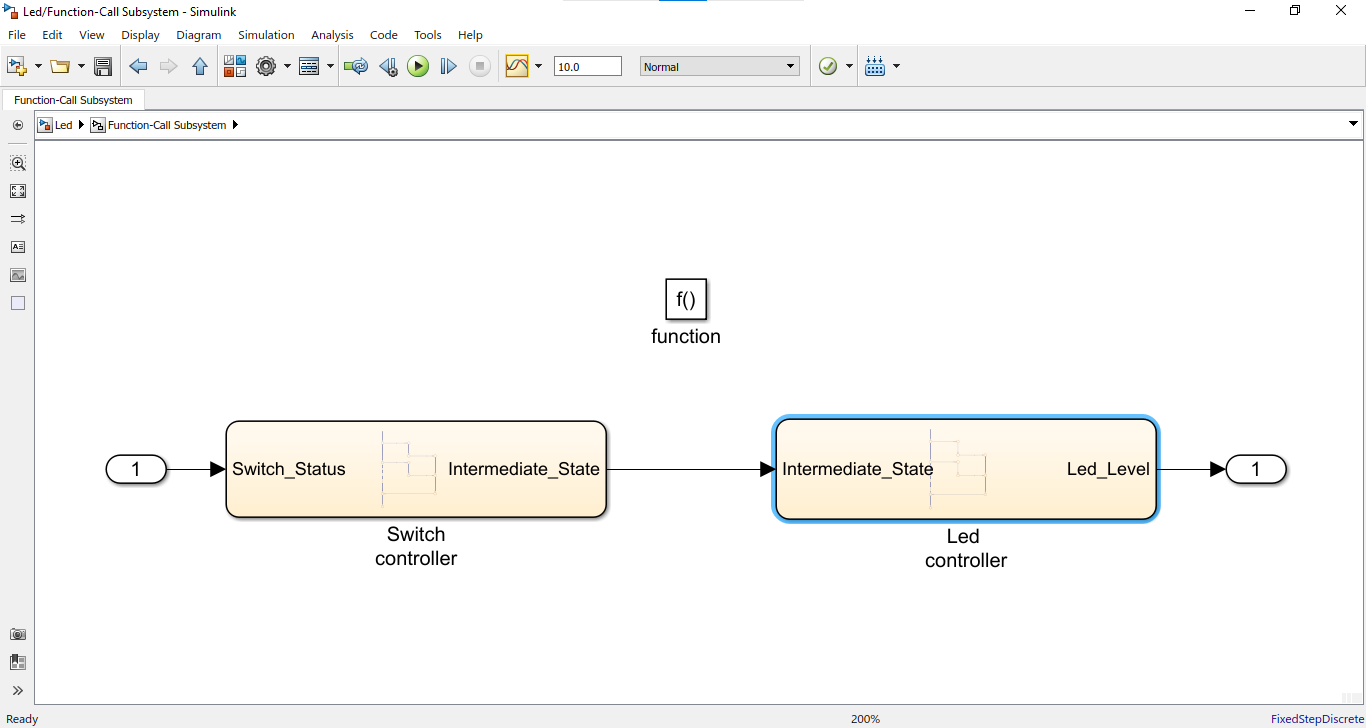 Led/Function-Call Subsystem - Simulink
File Edit View Display Diagram Simulation Analysis Code Tools Help
10.0 Normal
Function-Call Subsystem
Led Function-Call Subsystem
f()
function
1 Switch_Status Intermediate_State Intermediate_State Led_Level 1
Switch
controller
Led
controller
Ready 200% FixedStepDiscrete